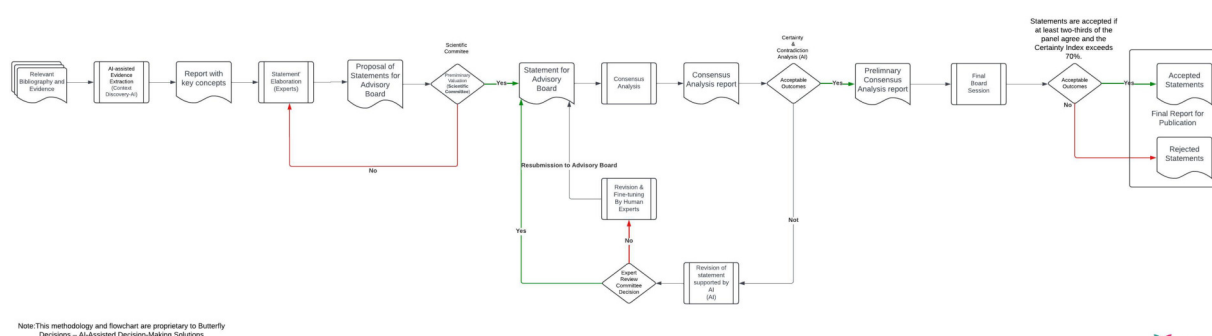 Statements are accepted if
at least two-thirds of the
panel agree and the
Certainty Index exceeds
70%.
Scientific
Commitee
Certainty
&
Contradiction
Analysis (AI)
Relevant
Bibliography and
Evidence
AI-assisted
Evidence
Extraction
(Context
Discovery-AI)
Report with
key concepts
Statement'
Elaboration
(Experts)
Proposal of
Statements for
Advisory
Board
Valuation
(Scientific
Yes
Statement for
Advisory
Board
Consensus
Analysis
Consensus
Analysis report
Acceptable
Outcomes
Yes
Prelimnary
Consensus
Analysis report
Final
Board
Session
Acceptable
Outcomes
Yes
Accepted
Statements
No
Final Report for
Publication
Rejected
Statements
No
Resubmission to Advisory Board
Revision &
Fine-tuning
By Human
Experts
Not
Yes
No
Expert
Review
Committee
Decision
Revision of
statement
supported by
AI
(AI)
Note:This methodology and flowchart are proprietary to Butterfly
Decisions – AI-Assisted Decision-Making Solutions